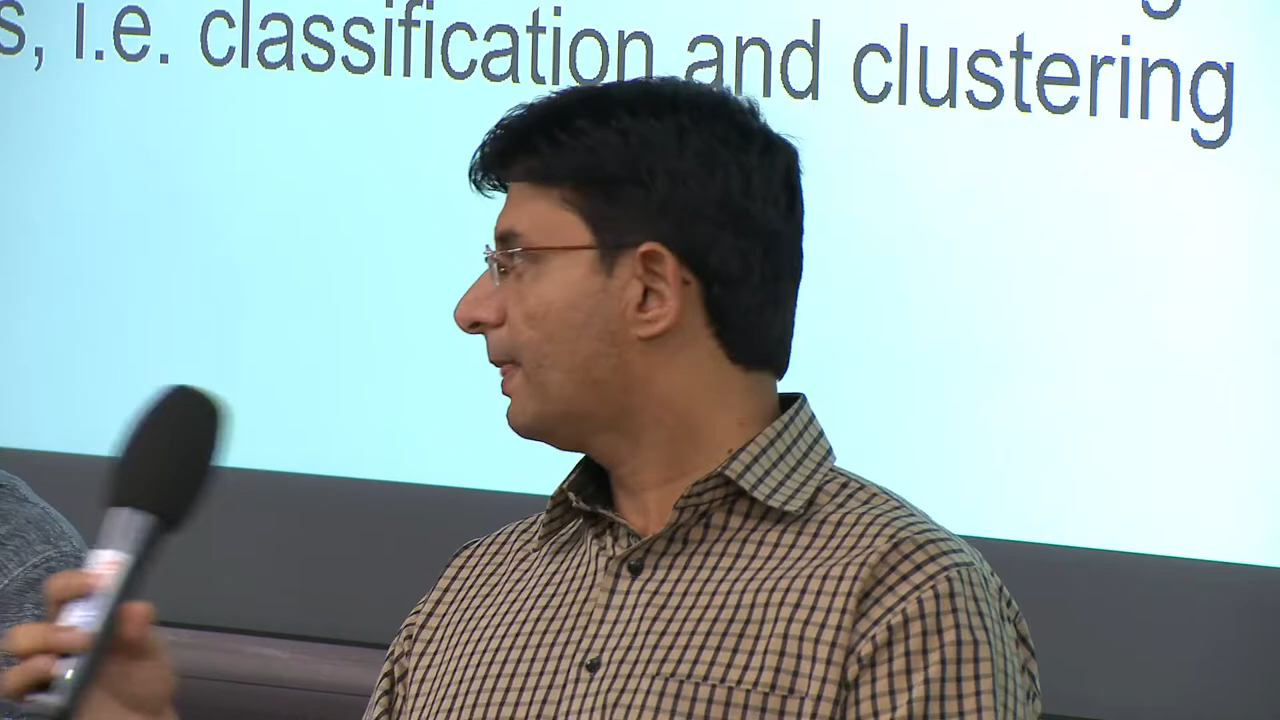 s, i.e. classification and clustering